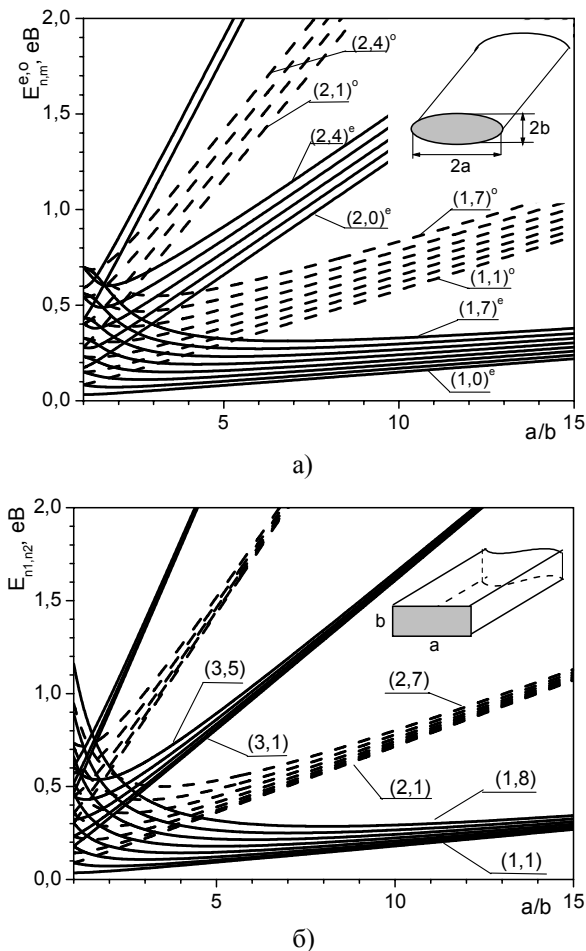 E^{e,o}_{n,m}, eB
2,0
1,5
1,0
0,5
0,0
(2,4)^o
(2,1)^o
(2,4)^e
(2,0)^e
(1,7)^o
(1,1)^o
(1,7)^e
(1,0)^e
2b
2a
5 10 15
a/b
а)
E_{n1,n2}, eB
2,0
1,5
1,0
0,5
0,0
(3,5)
(3,1)
(2,7)
(2,1)
(1,8)
(1,1)
b
a
5 10 15
a/b
б)